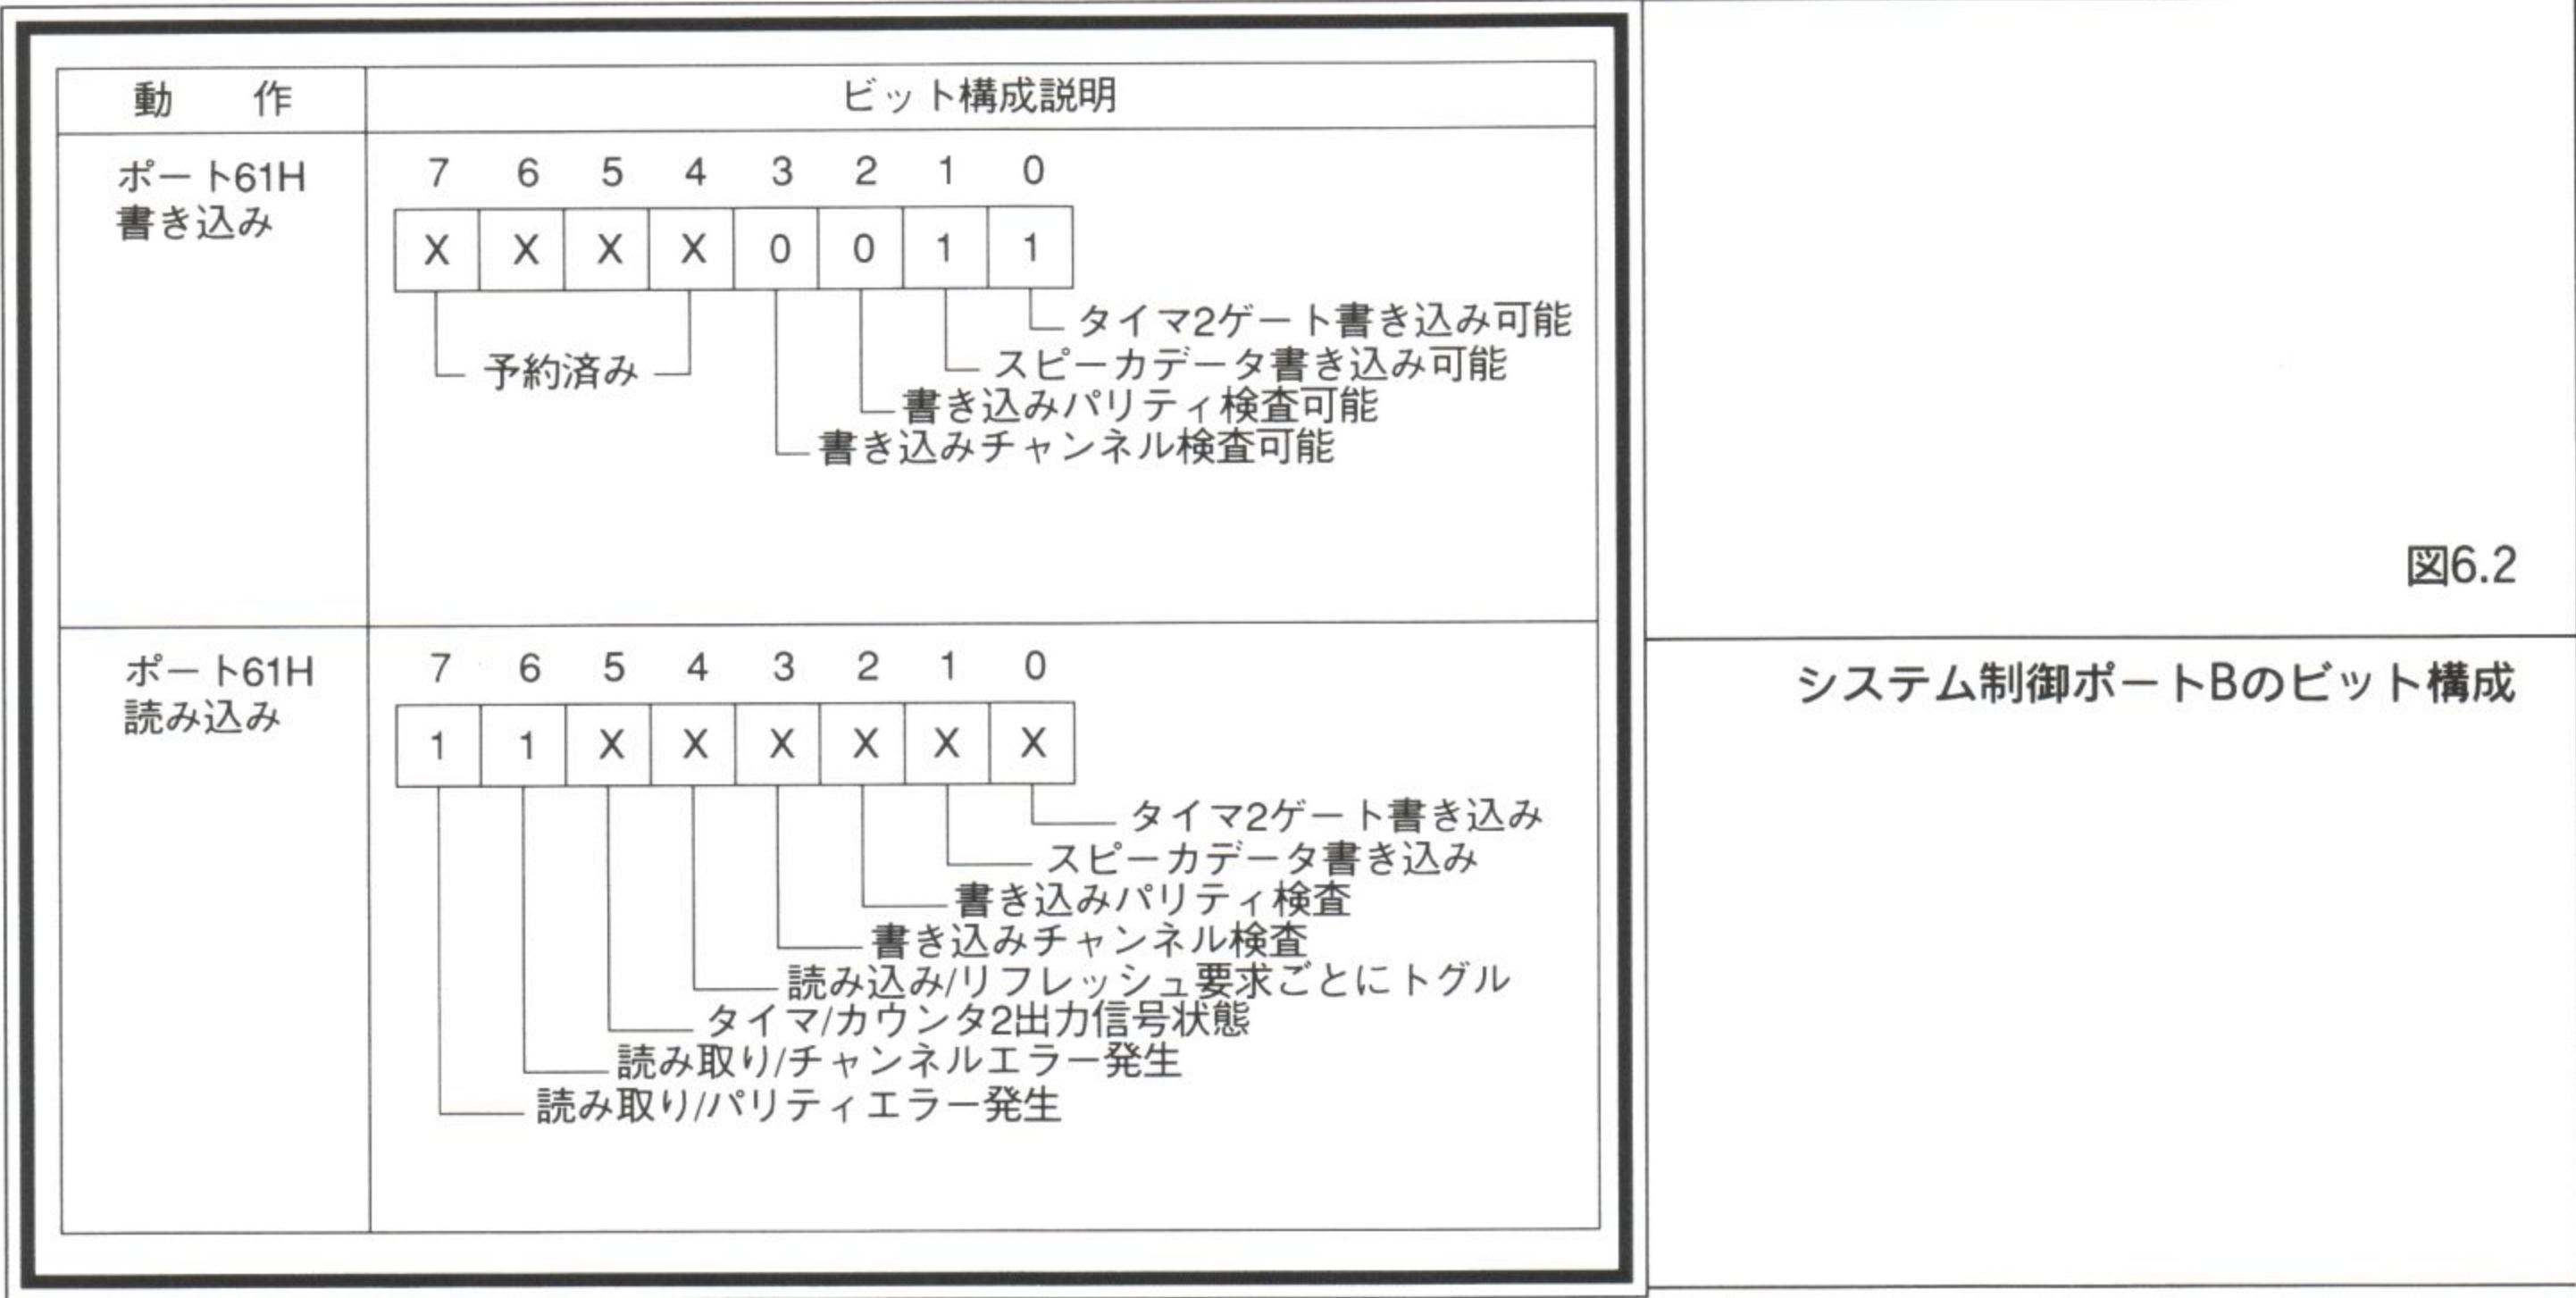 動　作
ビット構成説明
ポート61H
書き込み
7 6 5 4 3 2 1 0
X X X X 0 0 1 1
タイマ2ゲート書き込み可能
スピーカデータ書き込み可能
予約済み
書き込みパリティ検査可能
書き込みチャンネル検査可能
ポート61H
読み込み
7 6 5 4 3 2 1 0
1 1 X X X X X X
タイマ2ゲート書き込み
スピーカデータ書き込み
書き込みパリティ検査
書き込みチャンネル検査
読み込み/リフレッシュ要求ごとにトグル
タイマ/カウンタ2出力信号状態
読み取り/チャンネルエラー発生
読み取り/パリティエラー発生
図6.2
システム制御ポートBのビット構成